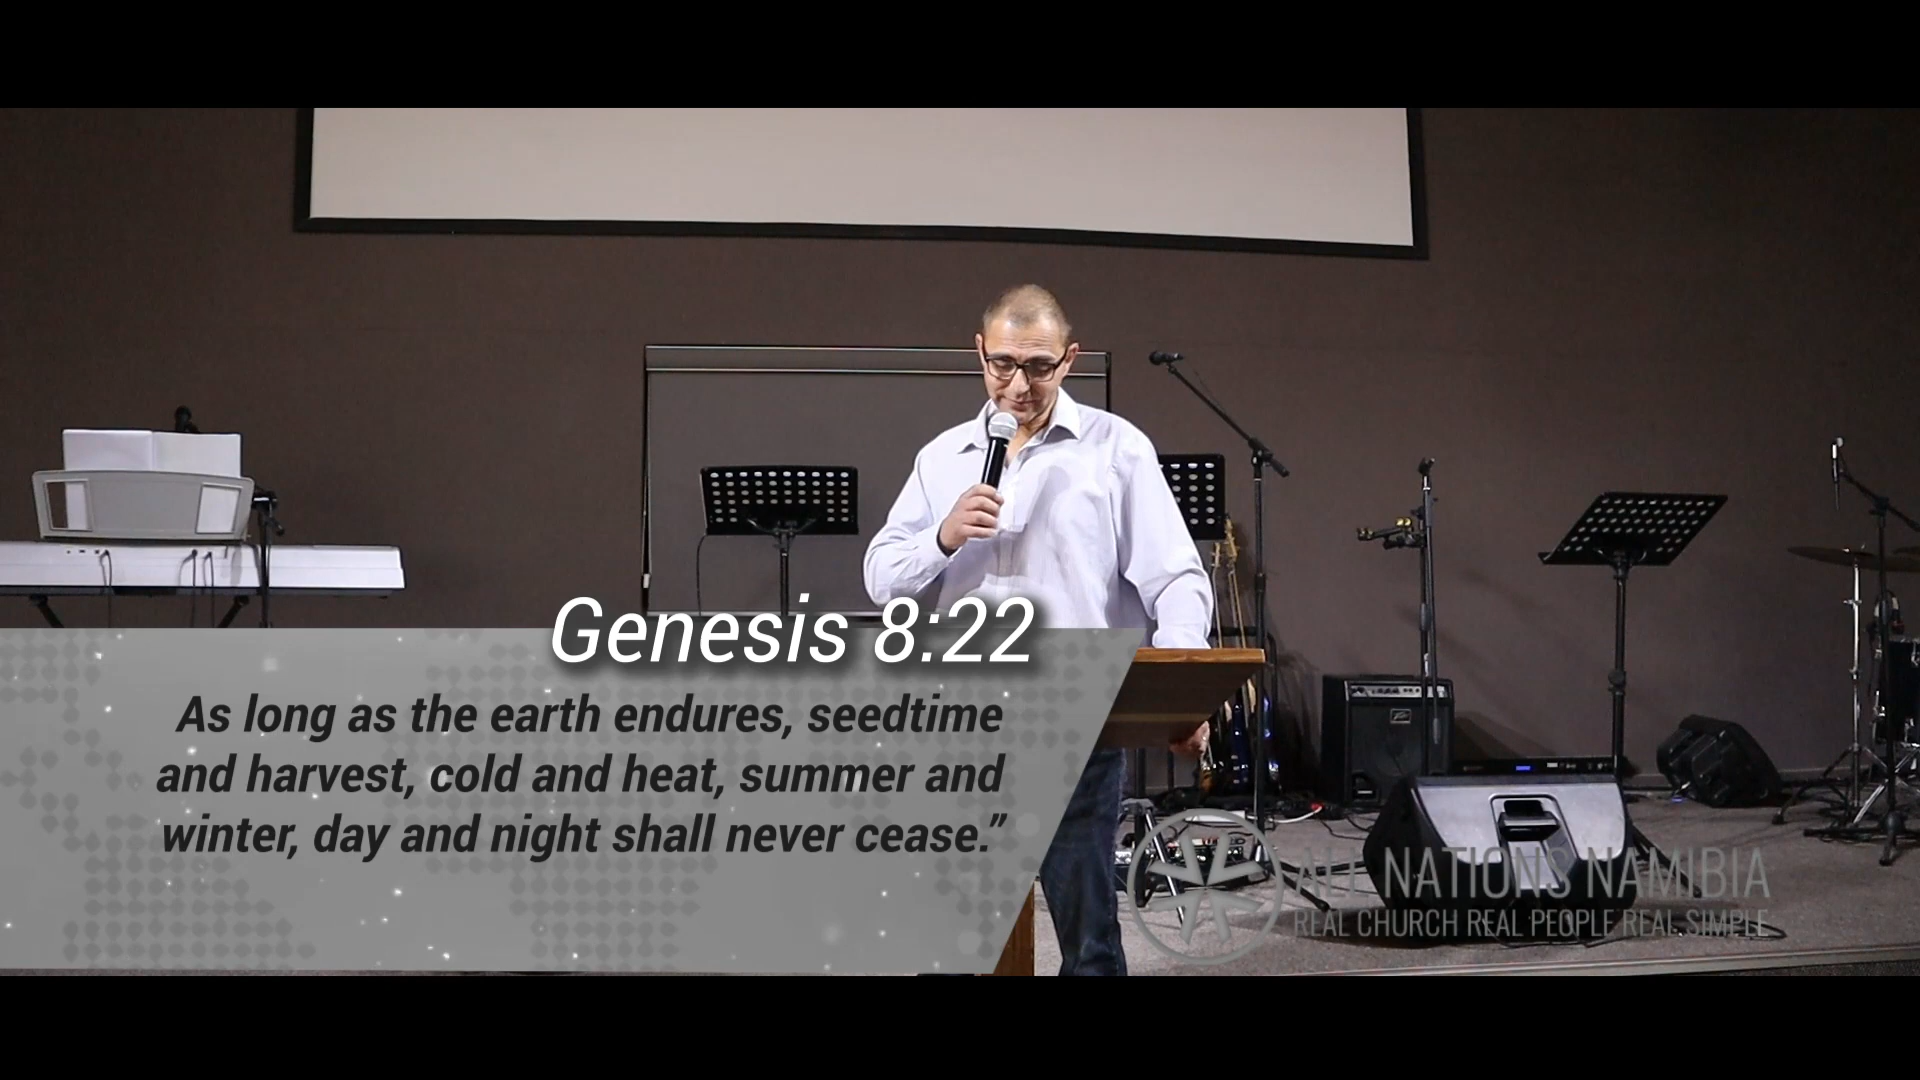 Genesis 8:22
As long as the earth endures, seedtime
and harvest, cold and heat, summer and
winter, day and night shall never cease.”
ALL NATIONS NAMIBIA
REAL CHURCH REAL PEOPLE REAL SIMPLE